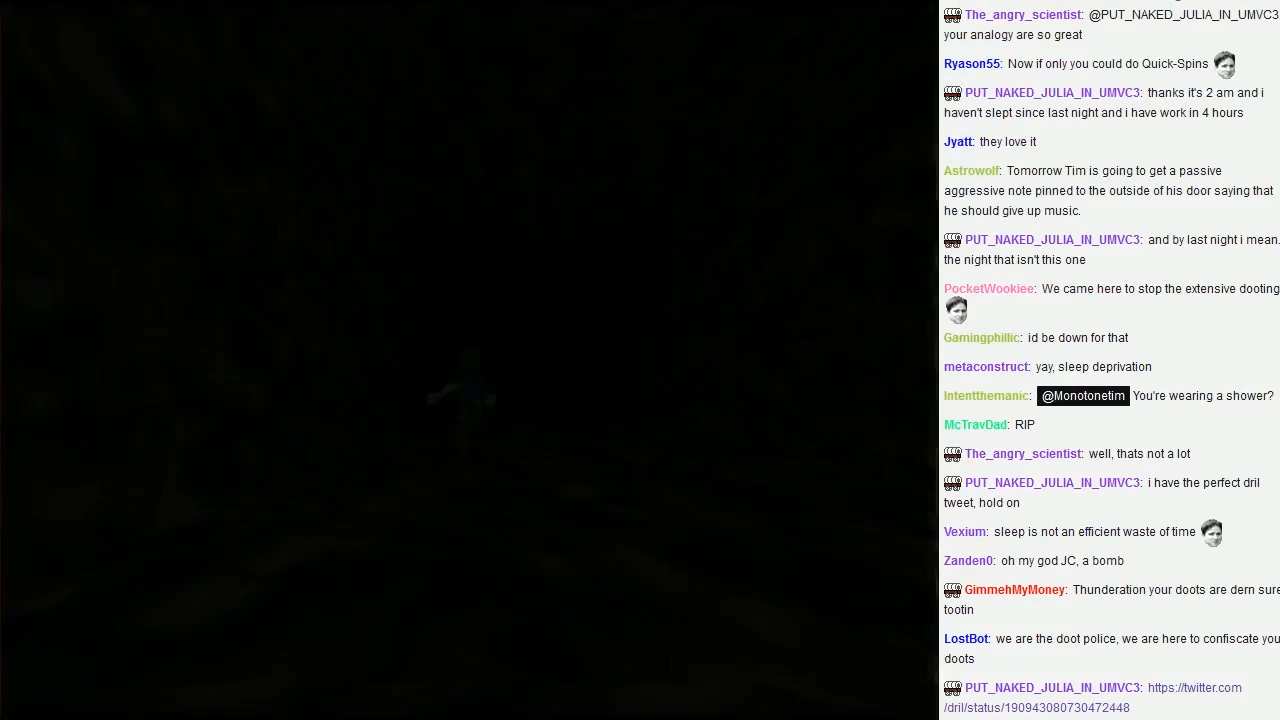 The_angry_scientist: @PUT_NAKED_JULIA_IN_UMVC3
your analogy are so great
Ryason55: Now if only you could do Quick-Spins
PUT_NAKED_JULIA_IN_UMVC3: thanks it's 2 am and i
haven't slept since last night and i have work in 4 hours
Jyatt: they love it
Astrowolf: Tomorrow Tim is going to get a passive
aggressive note pinned to the outside of his door saying that
he should give up music.
PUT_NAKED_JULIA_IN_UMVC3: and by last night i mean.
the night that isn't this one
PocketWookiee: We came here to stop the extensive dooting
Gamingphillic: id be down for that
metaconstruct: yay, sleep deprivation
Intentthemanic: @Monotonetim You're wearing a shower?
McTravDad: RIP
The_angry_scientist: well, thats not a lot
PUT_NAKED_JULIA_IN_UMVC3: i have the perfect dril
tweet, hold on
Vexium: sleep is not an efficient waste of time
Zanden0: oh my god JC, a bomb
GimmehMyMoney: Thunderation your doots are dern sure
tootin
LostBot: we are the doot police, we are here to confiscate you
doots
PUT_NAKED_JULIA_IN_UMVC3: https://twitter.com
/dril/status/190943080730472448